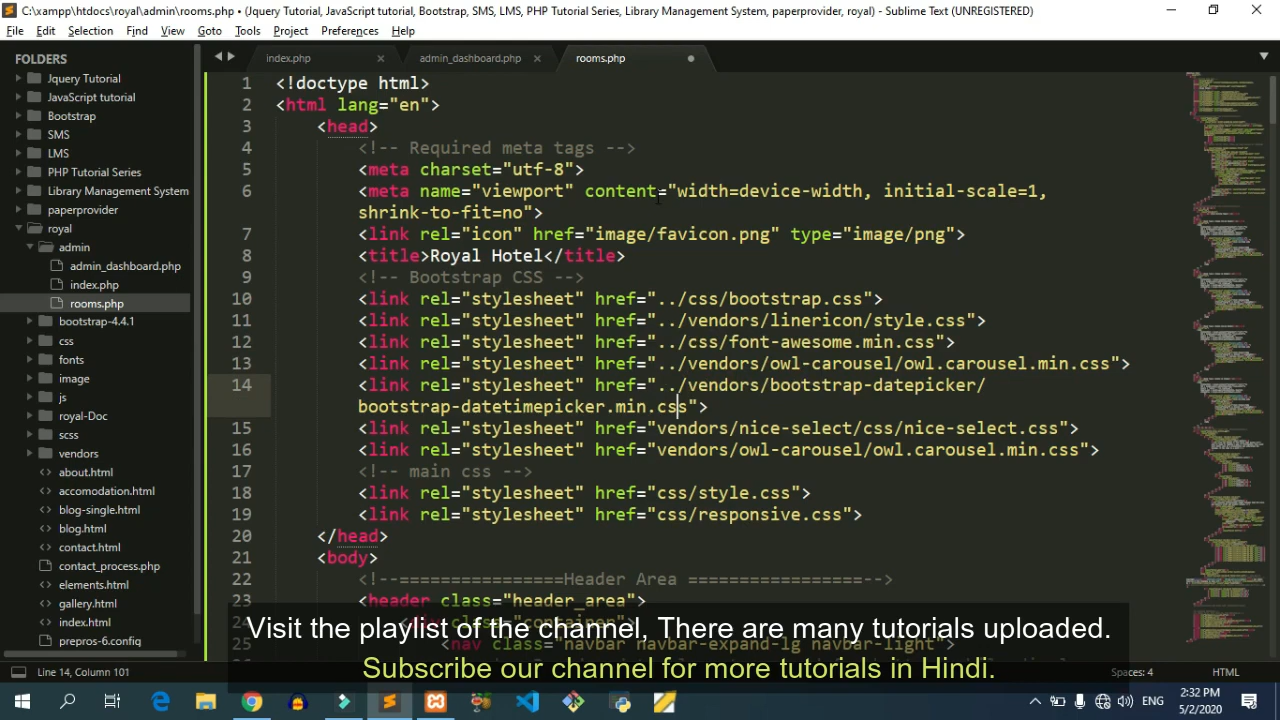 C:\xampp\htdocs\royal\admin\rooms.php • (Jquery Tutorial, JavaScript tutorial, Bootstrap, SMS, LMS, PHP Tutorial Series, Library Management System, paperprovider, royal) - Sublime Text (UNREGISTERED)
File Edit Selection Find View Goto Tools Project Preferences Help
FOLDERS
Jquery Tutorial
JavaScript tutorial
Bootstrap
SMS
LMS
PHP Tutorial Series
Library Management System
paperprovider
royal
admin
admin_dashboard.php
index.php
rooms.php
bootstrap-4.4.1
css
fonts
image
js
royal-Doc
scss
vendors
about.html
accomodation.html
blog-single.html
blog.html
contact.html
contact_process.php
elements.html
gallery.html
index.html
prepros-6.config
index.php admin_dashboard.php rooms.php
1 <!doctype html>
2 <html lang="en">
3 <head>
4 <!-- Required meta tags -->
5 <meta charset="utf-8">
6 <meta name="viewport" content="width=device-width, initial-scale=1,
shrink-to-fit=no">
7 <link rel="icon" href="image/favicon.png" type="image/png">
8 <title>Royal Hotel</title>
9 <!-- Bootstrap CSS -->
10 <link rel="stylesheet" href="../css/bootstrap.css">
11 <link rel="stylesheet" href="../vendors/linericon/style.css">
12 <link rel="stylesheet" href="../css/font-awesome.min.css">
13 <link rel="stylesheet" href="../vendors/owl-carousel/owl.carousel.min.css">
14 <link rel="stylesheet" href="../vendors/bootstrap-datepicker/
bootstrap-datetimepicker.min.css">
15 <link rel="stylesheet" href="vendors/nice-select/css/nice-select.css">
16 <link rel="stylesheet" href="vendors/owl-carousel/owl.carousel.min.css">
17 <!-- main css -->
18 <link rel="stylesheet" href="css/style.css">
19 <link rel="stylesheet" href="css/responsive.css">
20 </head>
21 <body>
22 <!--================Header Area =================-->
23 <header class="header_area">
Visit the playlist of the channel, There are many tutorials uploaded.
<nav class="navbar navbar-expand-lg navbar-light">
Subscribe our channel for more tutorials in Hindi.
Line 14, Column 101 Spaces: 4 HTML
ENG 2:32 PM
5/2/2020